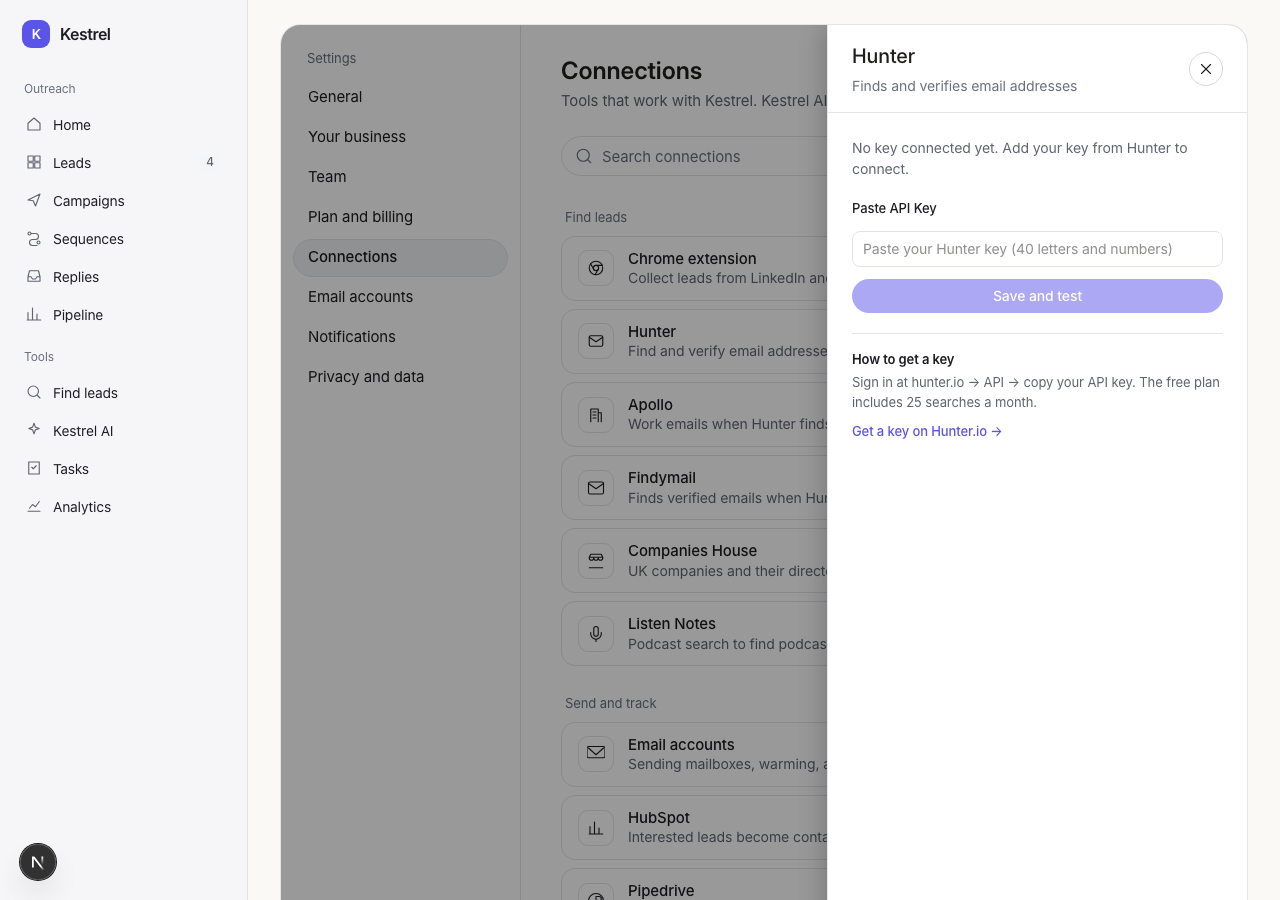 K Kestrel
Outreach
Home
Leads 4
Campaigns
Sequences
Replies
Pipeline
Tools
Find leads
Kestrel AI
Tasks
Analytics
N
Settings
General
Your business
Team
Plan and billing
Connections
Email accounts
Notifications
Privacy and data
Connections
Tools that work with Kestrel. Kestrel AI
Search connections
Find leads
Chrome extension
Collect leads from LinkedIn an
Hunter
Find and verify email addresse
Apollo
Work emails when Hunter finds
Findymail
Finds verified emails when Hu
Companies House
UK companies and their direct
Listen Notes
Podcast search to find podcas
Send and track
Email accounts
Sending mailboxes, warming, a
HubSpot
Interested leads become conta
Pipedrive
Hunter
Finds and verifies email addresses
No key connected yet. Add your key from Hunter to
connect.
Paste API Key
Paste your Hunter key (40 letters and numbers)
Save and test
How to get a key
Sign in at hunter.io → API → copy your API key. The free plan
includes 25 searches a month.
Get a key on Hunter.io →